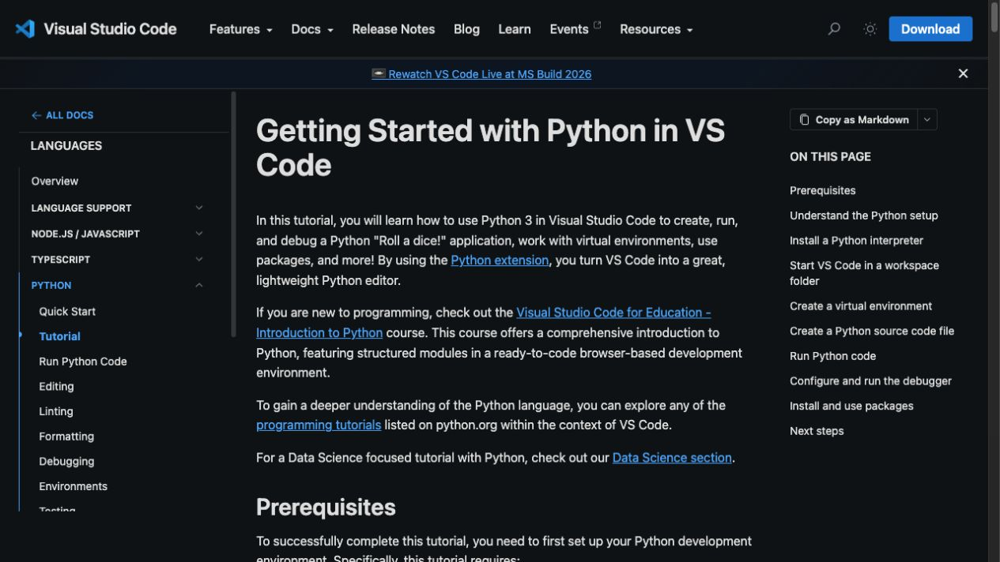 Visual Studio Code
Features
Docs
Release Notes
Blog
Learn
Events
Resources
Download
Rewatch VS Code Live at MS Build 2026
ALL DOCS
LANGUAGES
Overview
LANGUAGE SUPPORT
NODE.JS / JAVASCRIPT
TYPESCRIPT
PYTHON
Quick Start
Tutorial
Run Python Code
Editing
Linting
Formatting
Debugging
Environments
Testing
Getting Started with Python in VS
Code
In this tutorial, you will learn how to use Python 3 in Visual Studio Code to create, run,
and debug a Python "Roll a dice!" application, work with virtual environments, use
packages, and more! By using the Python extension, you turn VS Code into a great,
lightweight Python editor.
If you are new to programming, check out the Visual Studio Code for Education -
Introduction to Python course. This course offers a comprehensive introduction to
Python, featuring structured modules in a ready-to-code browser-based development
environment.
To gain a deeper understanding of the Python language, you can explore any of the
programming tutorials listed on python.org within the context of VS Code.
For a Data Science focused tutorial with Python, check out our Data Science section.
Prerequisites
To successfully complete this tutorial, you need to first set up your Python development
environment. Specifically, this tutorial requires:
Copy as Markdown
ON THIS PAGE
Prerequisites
Understand the Python setup
Install a Python interpreter
Start VS Code in a workspace
folder
Create a virtual environment
Create a Python source code file
Run Python code
Configure and run the debugger
Install and use packages
Next steps